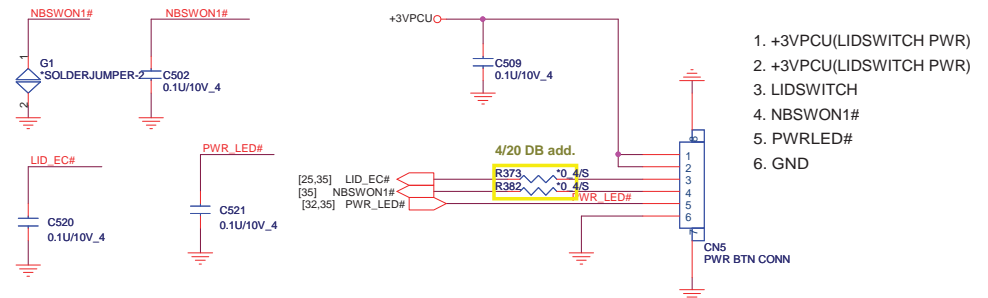 NBSWON1#
1
G1
*SOLDERJUMPER-2
2
NBSWON1#
C502
0.1U/10V_4
LID_EC#
C520
0.1U/10V_4
PWR_LED#
C521
0.1U/10V_4
+3VPCU
C509
0.1U/10V_4
4/20 DB add.
[25,35] LID_EC# R373 *0_4/S
[35] NBSWON1# R382 *0_4/S
[32,35] PWR_LED# PWR_LED#
8
1
2
3
4
5
6
7
CN5
PWR BTN CONN
1. +3VPCU(LIDSWITCH PWR)
2. +3VPCU(LIDSWITCH PWR)
3. LIDSWITCH
4. NBSWON1#
5. PWRLED#
6. GND